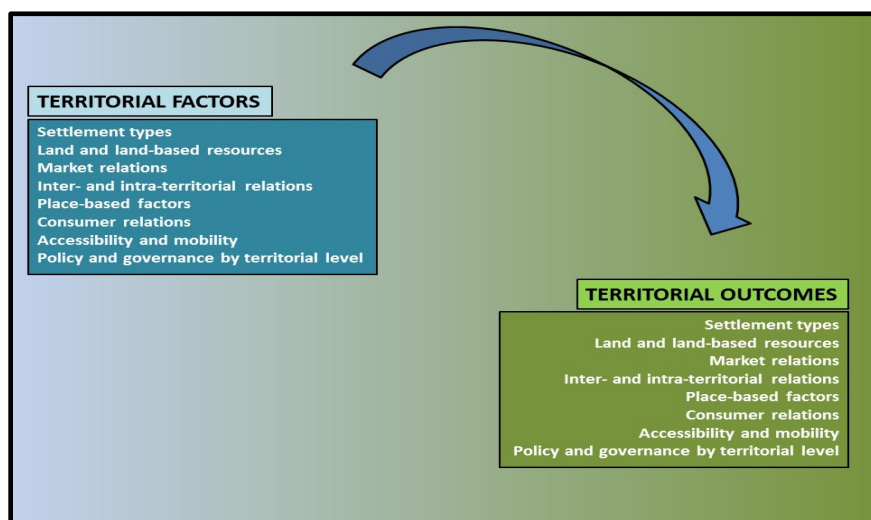 TERRITORIAL FACTORS
Settlement types
Land and land-based resources
Market relations
Inter- and intra-territorial relations
Place-based factors
Consumer relations
Accessibility and mobility
Policy and governance by territorial level
TERRITORIAL OUTCOMES
Settlement types
Land and land-based resources
Market relations
Inter- and intra-territorial relations
Place-based factors
Consumer relations
Accessibility and mobility
Policy and governance by territorial level